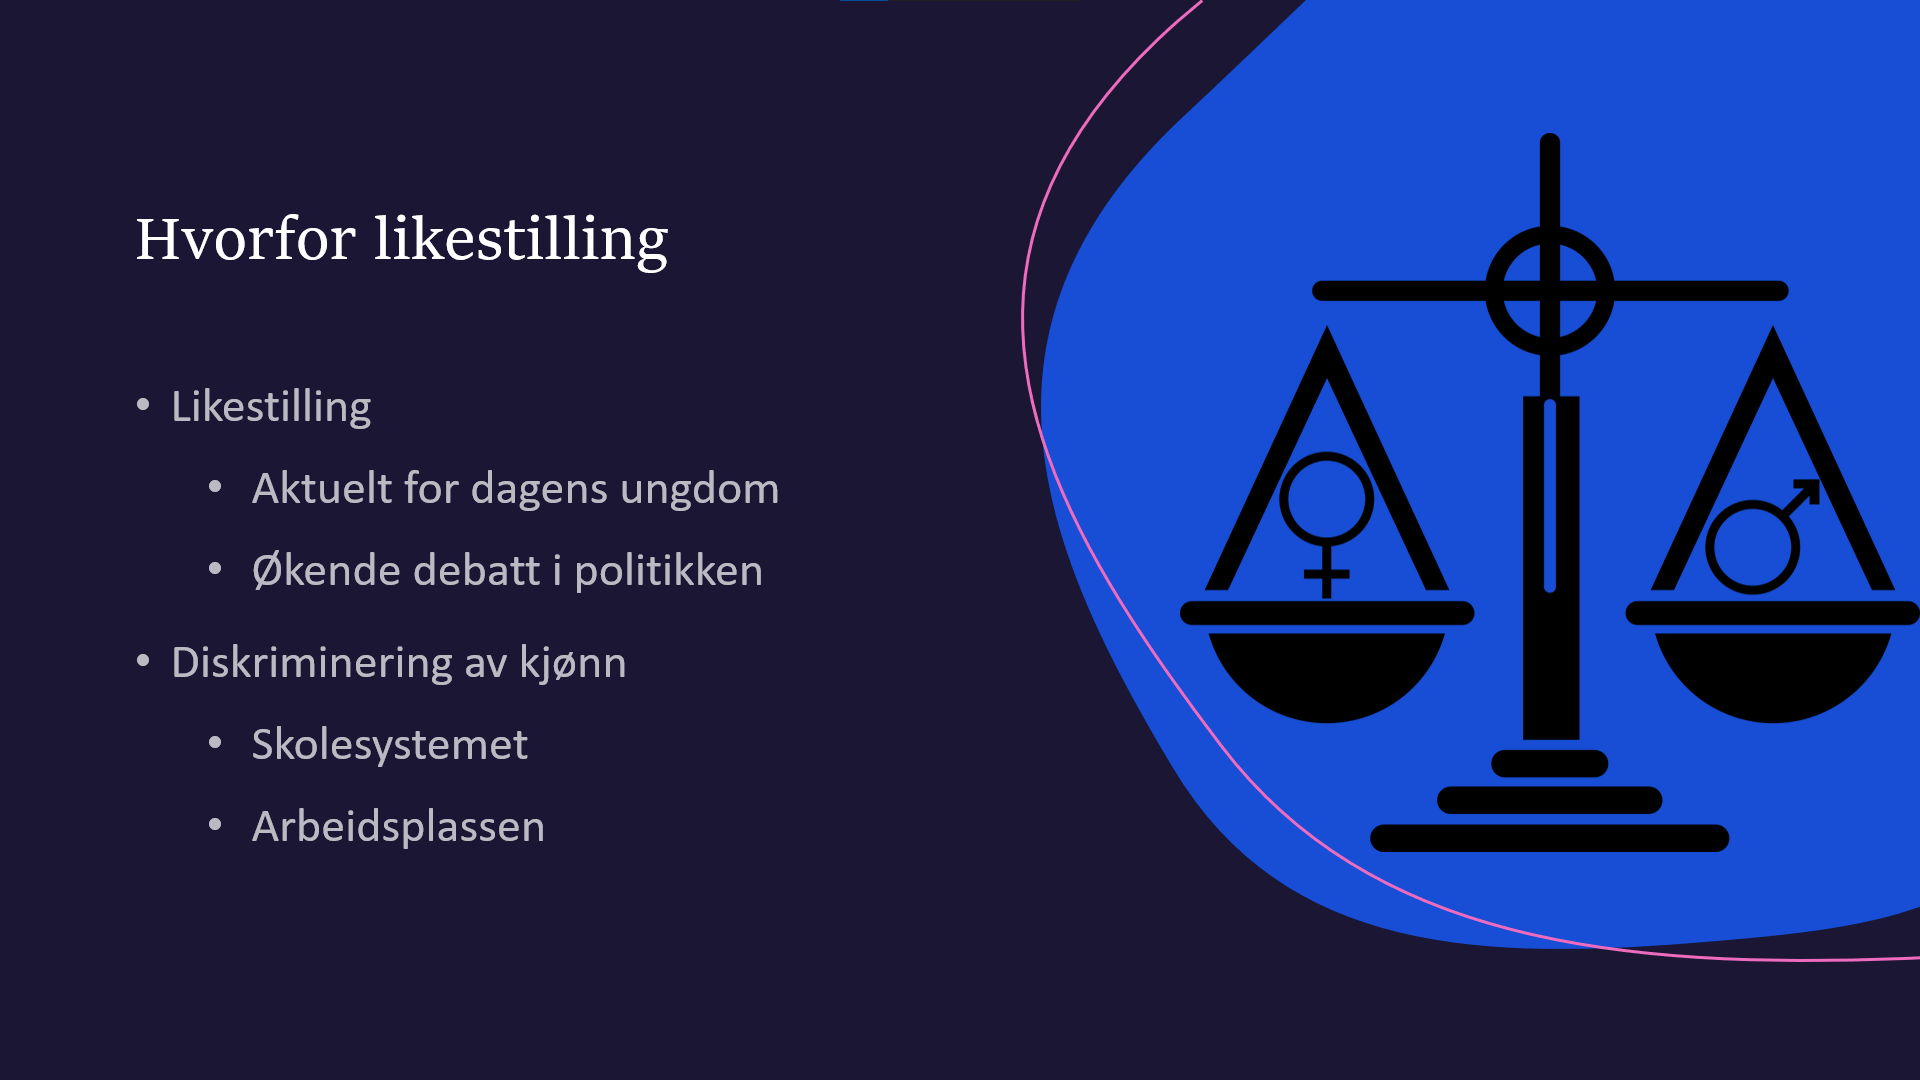 Hvorfor likestilling
• Likestilling
• Aktuelt for dagens ungdom
• Økende debatt i politikken
• Diskriminering av kjønn
• Skolesystemet
• Arbeidsplassen